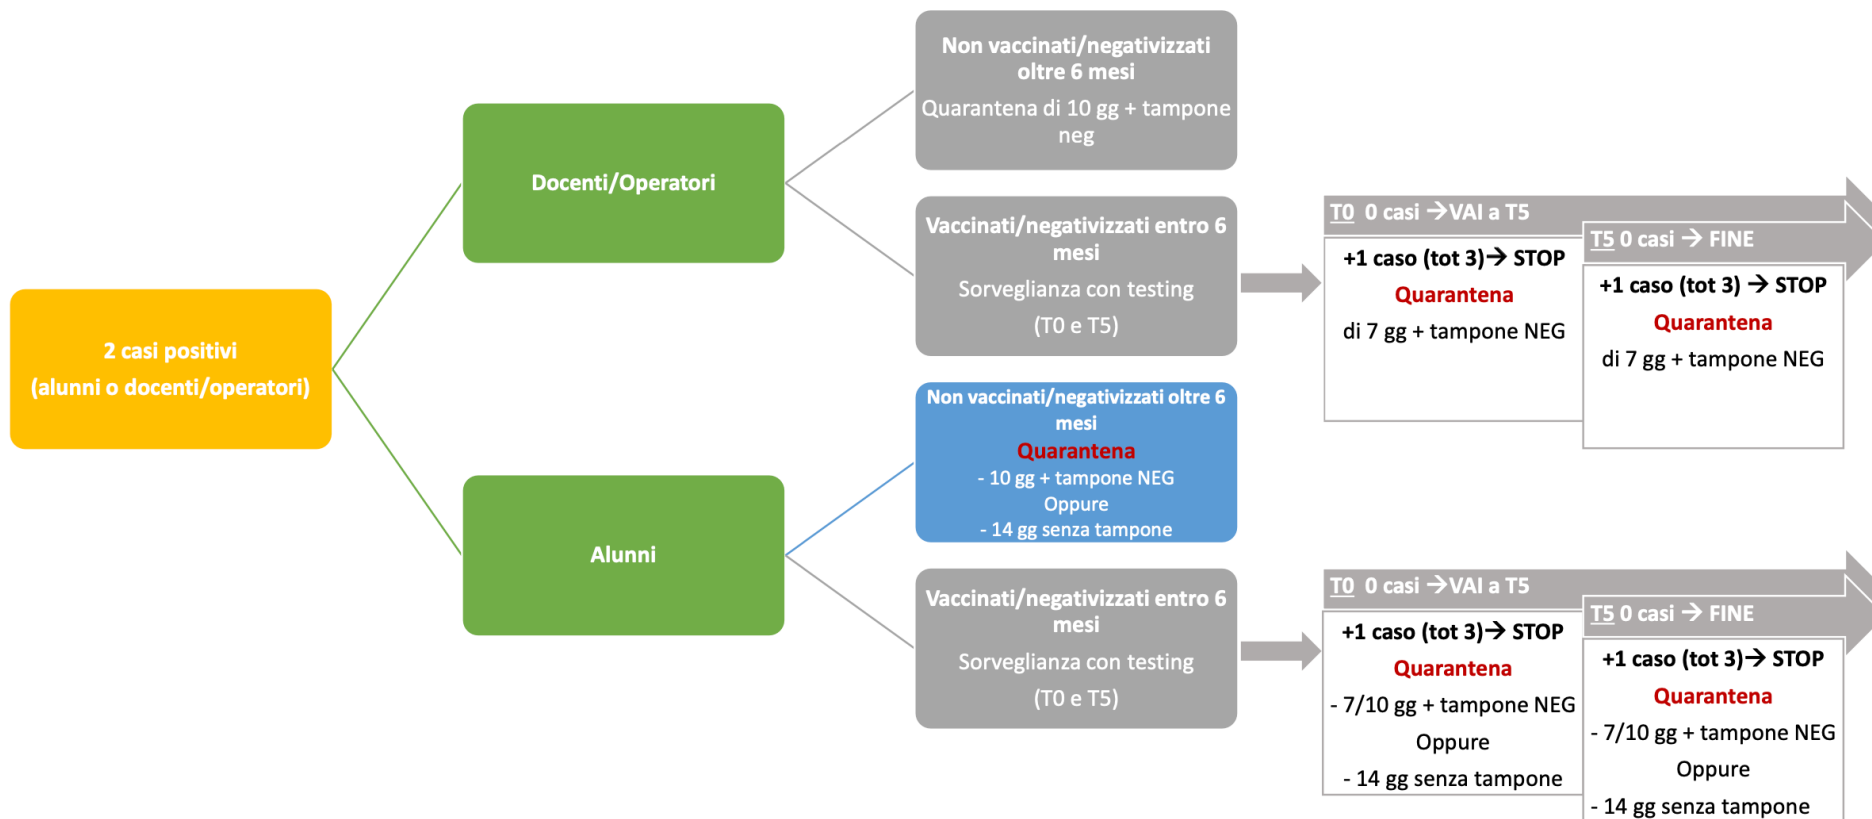 2 casi positivi
(alunni o docenti/operatori)
Docenti/Operatori
Non vaccinati/negativizzati
oltre 6 mesi
Quarantena di 10 gg + tampone
neg
Vaccinati/negativizzati entro 6
mesi
Sorveglianza con testing
(T0 e T5)
T0 0 casi →VAI a T5
+1 caso (tot 3)→ STOP
Quarantena
di 7 gg + tampone NEG
T5 0 casi → FINE
+1 caso (tot 3) → STOP
Quarantena
di 7 gg + tampone NEG
Alunni
Non vaccinati/negativizzati oltre 6
mesi
Quarantena
- 10 gg + tampone NEG
Oppure
- 14 gg senza tampone
Vaccinati/negativizzati entro 6
mesi
Sorveglianza con testing
(T0 e T5)
T0 0 casi →VAI a T5
+1 caso (tot 3)→ STOP
Quarantena
- 7/10 gg + tampone NEG
Oppure
- 14 gg senza tampone
T5 0 casi → FINE
+1 caso (tot 3)→ STOP
Quarantena
- 7/10 gg + tampone NEG
Oppure
- 14 gg senza tampone